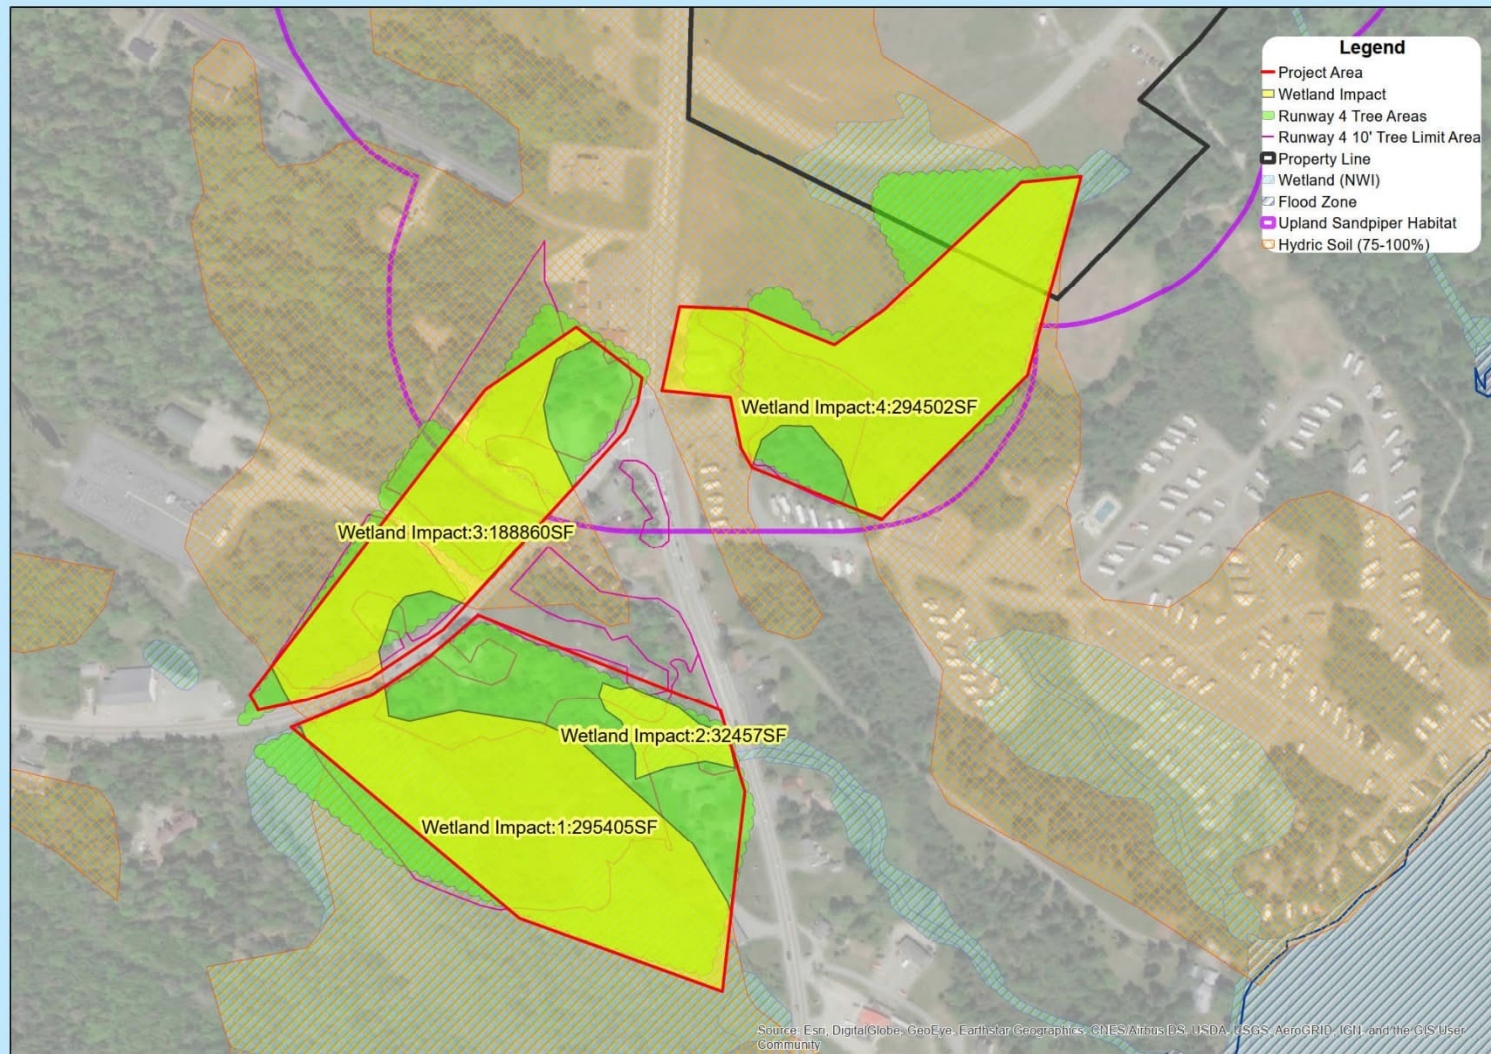 Legend
Project Area
Wetland Impact
Runway 4 Tree Areas
Runway 4 10' Tree Limit Area
Property Line
Wetland (NWI)
Flood Zone
Upland Sandpiper Habitat
Hydric Soil (75-100%)
Wetland Impact:4:294502SF
Wetland Impact:3:188860SF
Wetland Impact:2:32457SF
Wetland Impact:1:295405SF
Source: Esri, DigitalGlobe, GeoEye, Earthstar Geographics, CNES/Airbus DS, USDA, USGS, AeroGRID, IGN, and the GIS User
Community